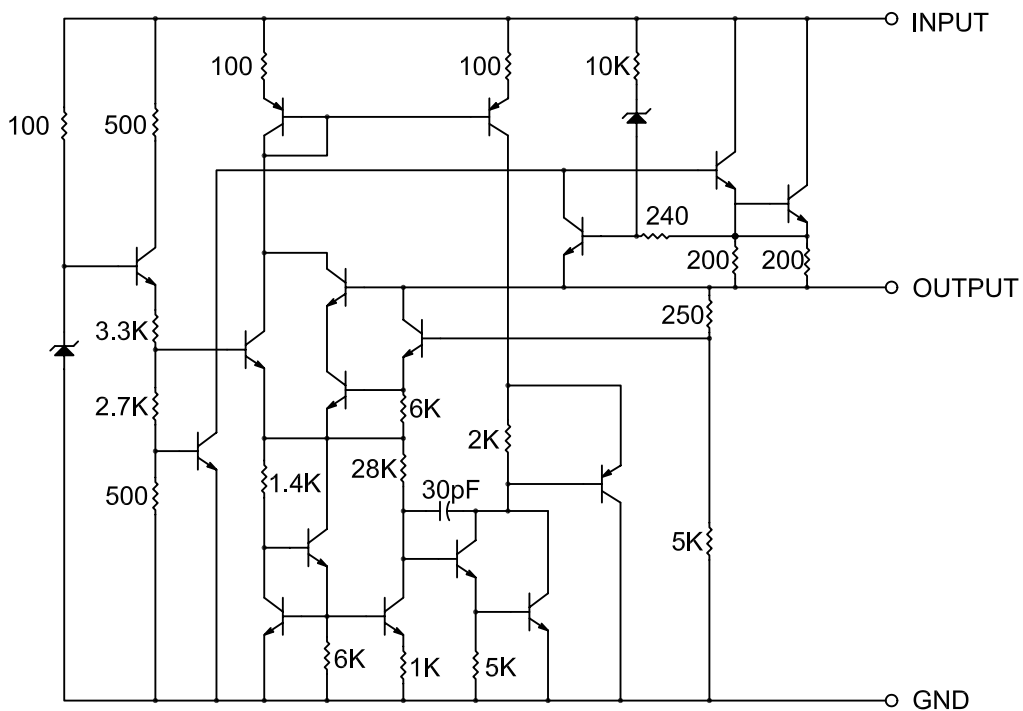 INPUT
100
100
10K
100
500
240
200
200
OUTPUT
250
3.3K
2.7K
6K
2K
1.4K
28K
30pF
500
5K
6K
1K
5K
GND